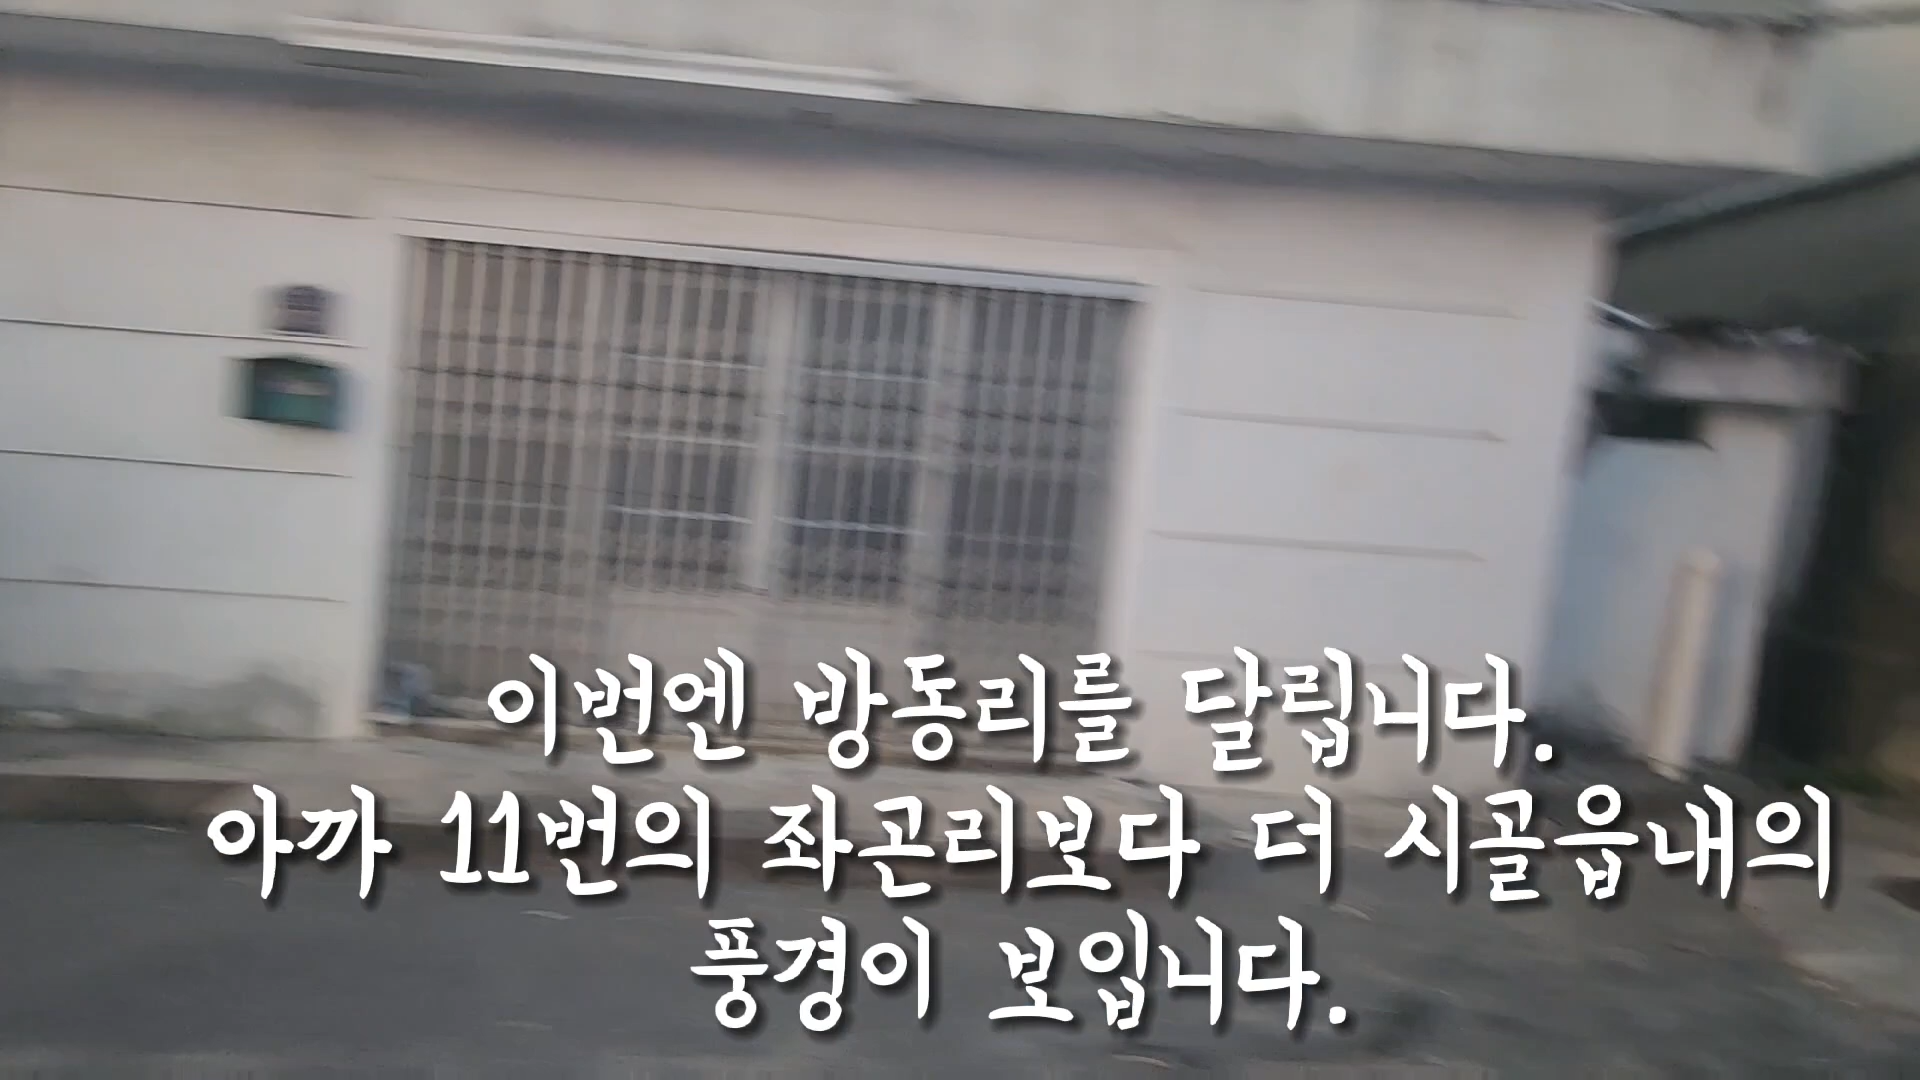 이번엔 방동리를 달립니다.
아까 11번의 좌곤리보다 더 시골읍내의
풍경이 보입니다.